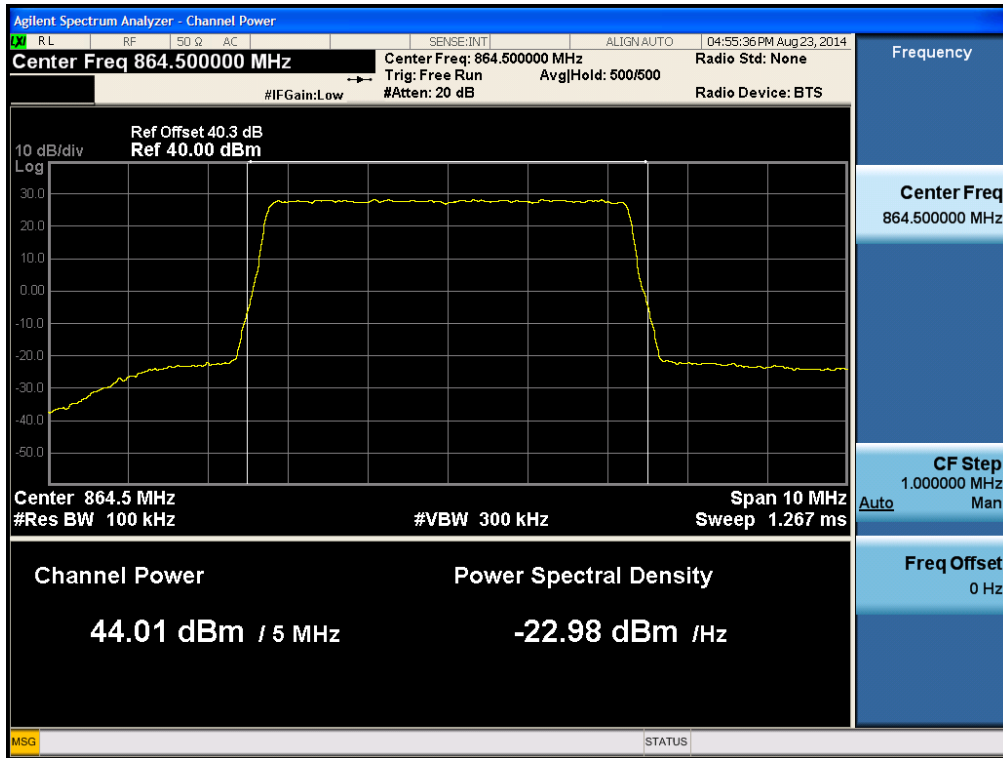 Agilent Spectrum Analyzer - Channel Power
LXI RL RF 50 Ω AC SENSE:INT ALIGN AUTO 04:55:36 PM Aug 23, 2014
Center Freq 864.500000 MHz
Center Freq: 864.500000 MHz
Radio Std: None
Trig: Free Run Avg|Hold: 500/500
#IFGain:Low
#Atten: 20 dB
Radio Device: BTS
Ref Offset 40.3 dB
10 dB/div Ref 40.00 dBm
Log
30.0
20.0
10.0
0.00
-10.0
-20.0
-30.0
-40.0
-50.0
Center 864.5 MHz Span 10 MHz
#Res BW 100 kHz #VBW 300 kHz Sweep 1.267 ms
Channel Power Power Spectral Density
44.01 dBm / 5 MHz -22.98 dBm /Hz
MSG STATUS
Frequency
Center Freq
864.500000 MHz
CF Step
1.000000 MHz
Auto Man
Freq Offset
0 Hz